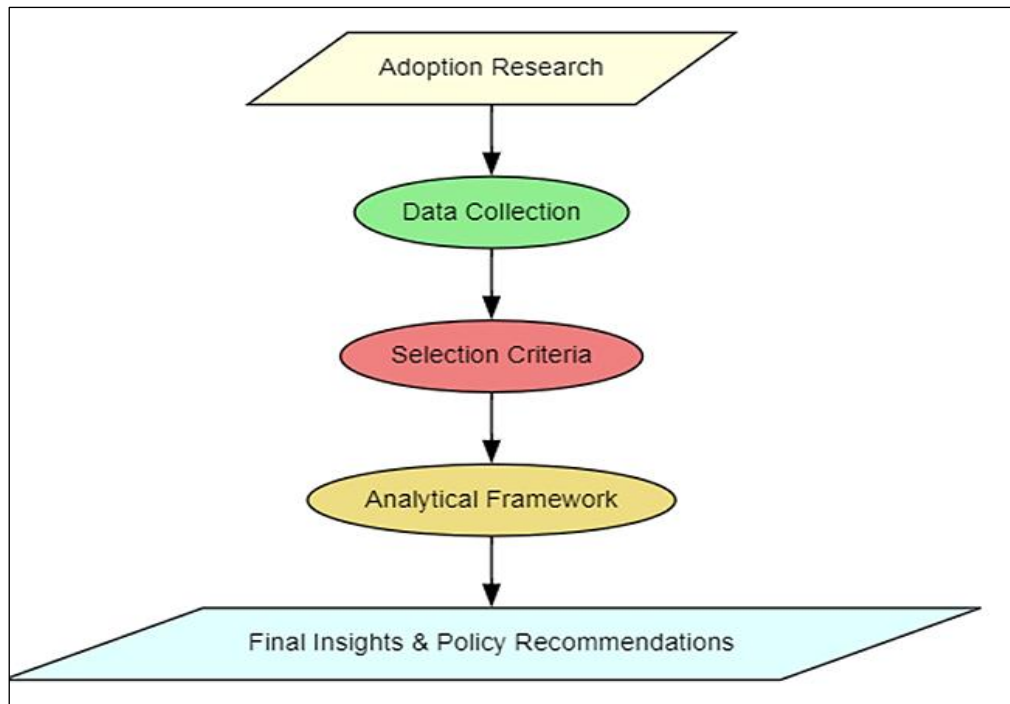 Adoption Research
Data Collection
Selection Criteria
Analytical Framework
Final Insights & Policy Recommendations